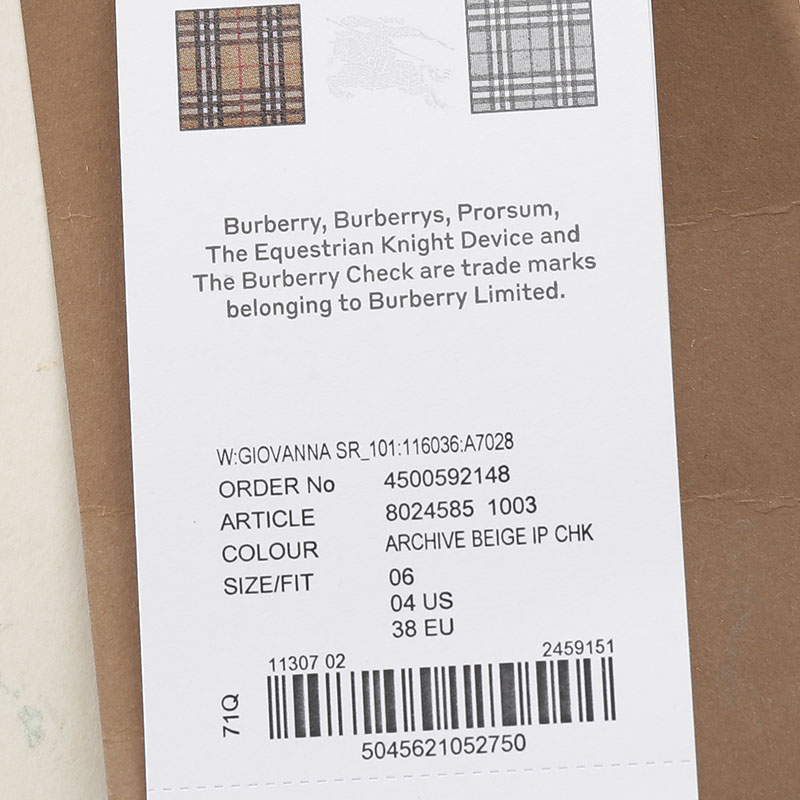 Burberry, Burberrys, Prorsum,
The Equestrian Knight Device and
The Burberry Check are trade marks
belonging to Burberry Limited.
W:GIOVANNA SR_101:116036:A7028
ORDER No 4500592148
ARTICLE 8024585 1003
COLOUR ARCHIVE BEIGE IP CHK
SIZE/FIT 06
04 US
38 EU
11307 02 2459151
71Q
5045621052750